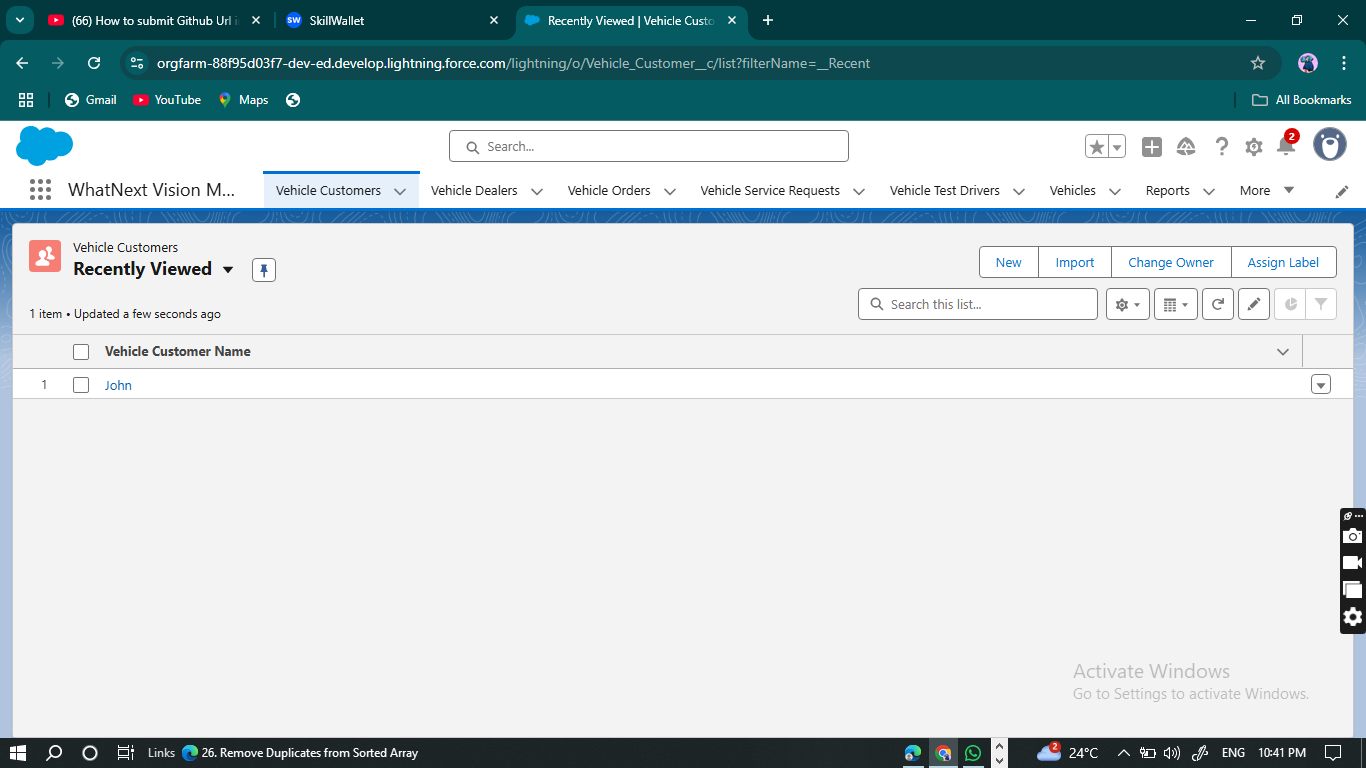 (66) How to submit Github Url i
SkillWallet
Recently Viewed | Vehicle Custo
orgfarm-88f95d03f7-dev-ed.develop.lightning.force.com/lightning/o/Vehicle_Customer__c/list?filterName=__Recent
Gmail YouTube Maps All Bookmarks
Search...
2
WhatNext Vision M... Vehicle Customers Vehicle Dealers Vehicle Orders Vehicle Service Requests Vehicle Test Drivers Vehicles Reports More
Vehicle Customers
Recently Viewed
New Import Change Owner Assign Label
1 item • Updated a few seconds ago
Search this list...
Vehicle Customer Name
1 John
Activate Windows
Go to Settings to activate Windows.
Links 26. Remove Duplicates from Sorted Array 2 24°C ENG 10:41 PM